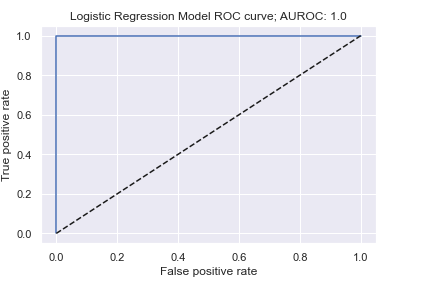 Logistic Regression Model ROC curve; AUROC: 1.0
True positive rate
1.0
0.8
0.6
0.4
0.2
0.0
0.0 0.2 0.4 0.6 0.8 1.0
False positive rate